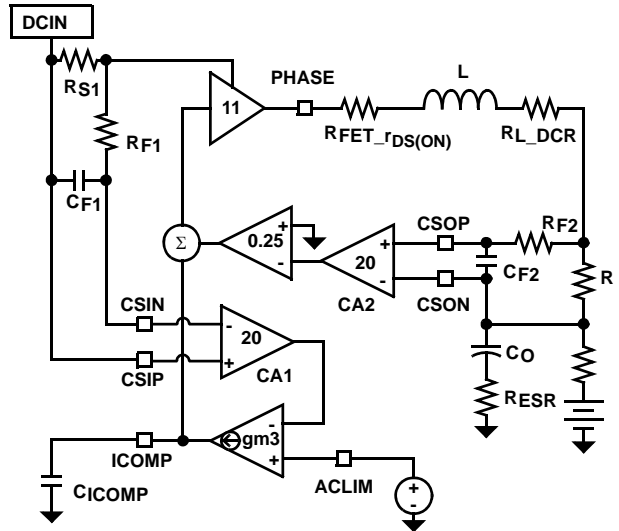 DCIN
RS1
PHASE
L
11
RF1
RFET_rDS(ON)
RL_DCR
CF1
Σ
0.25
+
-
20
+
-
CA2
CSOP
CSON
RF2
CF2
R
CSIN
CSIP
-
20
+
CA1
CO
RESR
ICOMP
gm3
-
+
CICOMP
ACLIM
+
-